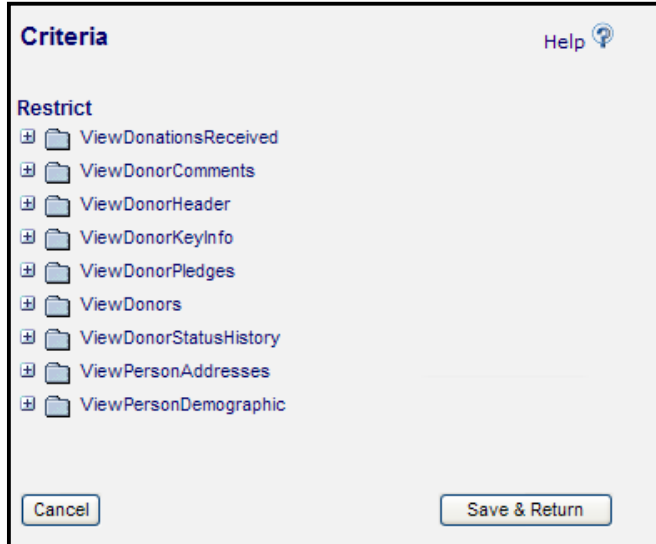 Criteria
Help
Restrict
ViewDonationsReceived
ViewDonorComments
ViewDonorHeader
ViewDonorKeyInfo
ViewDonorPledges
ViewDonors
ViewDonorStatusHistory
ViewPersonAddresses
ViewPersonDemographic
Cancel Save & Return